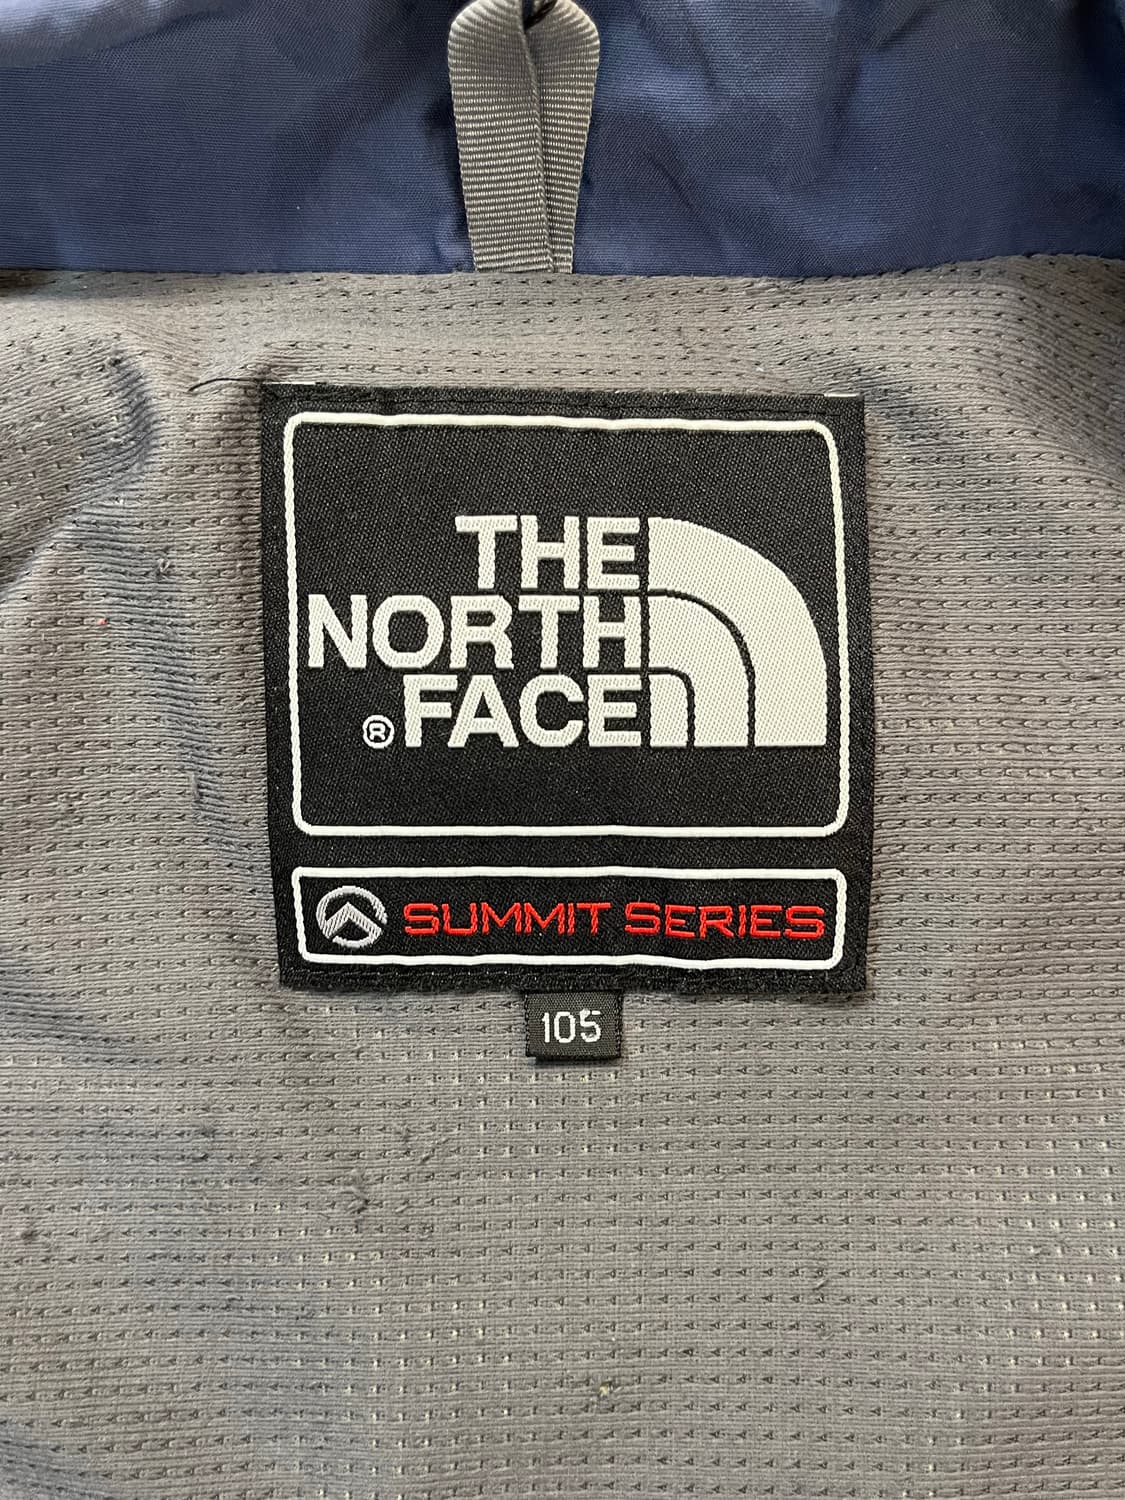 THE
NORTH
® FACE
SUMMIT SERIES
105